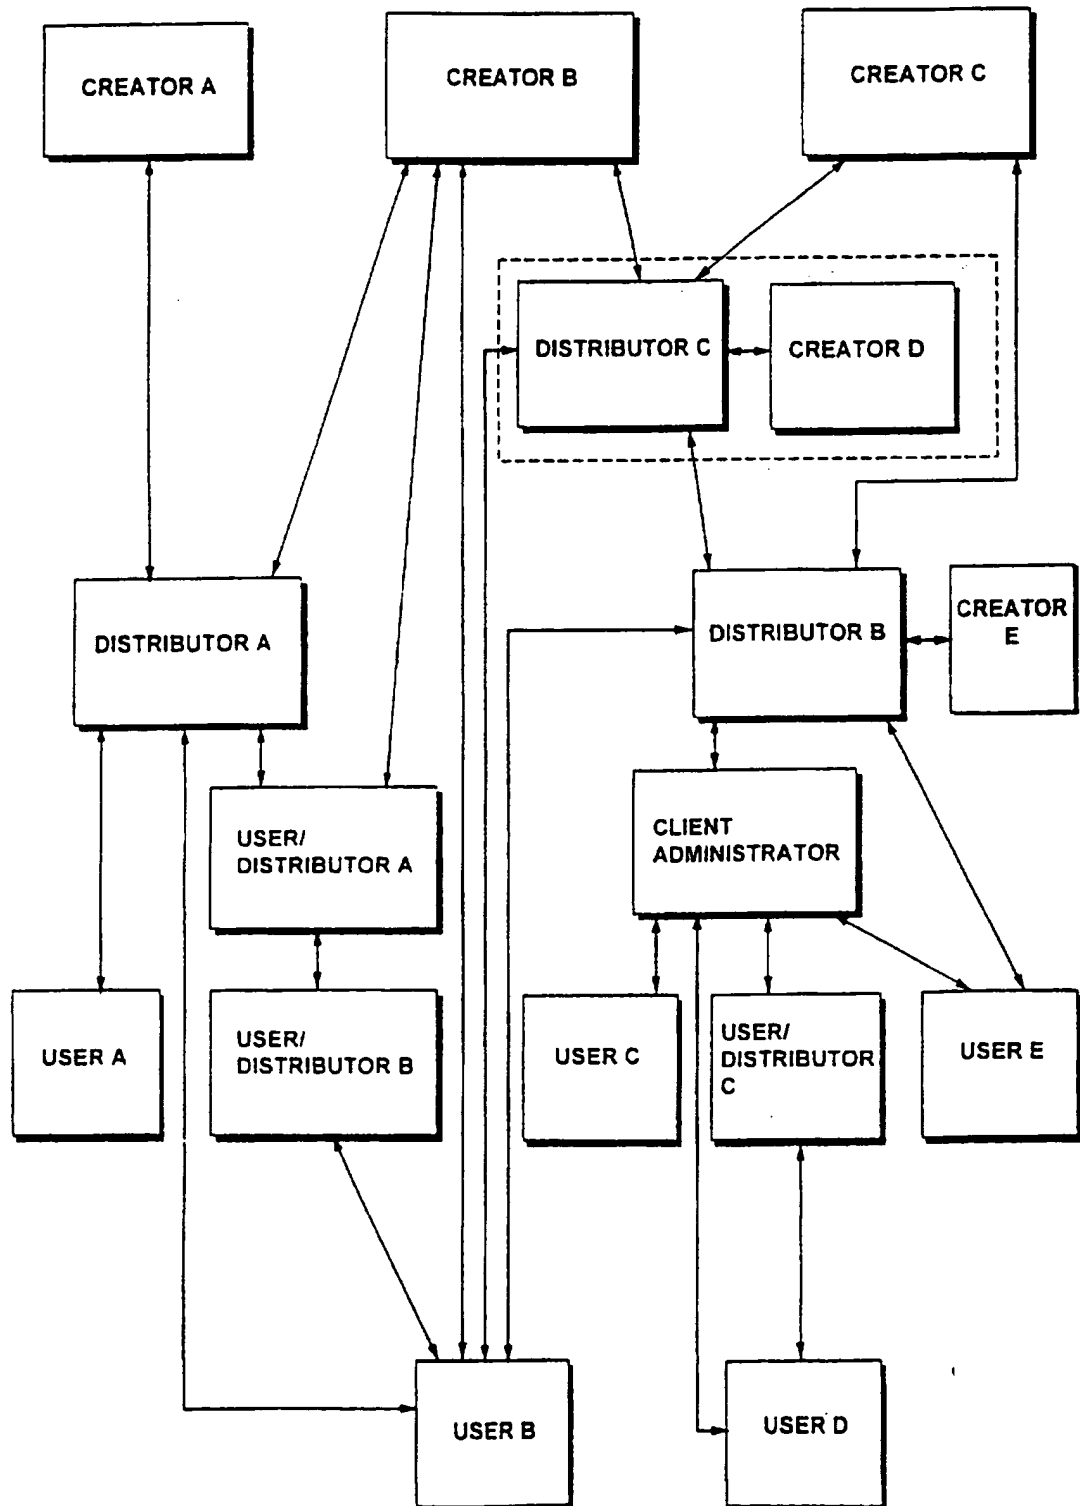 CREATOR A
CREATOR B
CREATOR C
DISTRIBUTOR C
CREATOR D
DISTRIBUTOR A
DISTRIBUTOR B
CREATOR
E
USER/
DISTRIBUTOR A
CLIENT
ADMINISTRATOR
USER A
USER/
DISTRIBUTOR B
USER C
USER/
DISTRIBUTOR
C
USER E
USER B
USER D